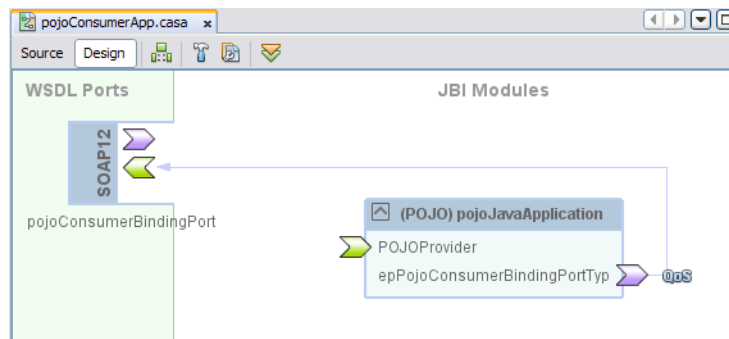 pojoConsumerApp.casa x
Source Design
WSDL Ports
JBI Modules
SOAP12
pojoConsumerBindingPort
(POJO) pojoJavaApplication
POJOProvider
epPojoConsumerBindingPortTyp
QoS